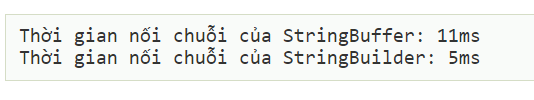 Thời gian nối chuỗi của StringBuffer: 11ms
Thời gian nối chuỗi của StringBuilder: 5ms